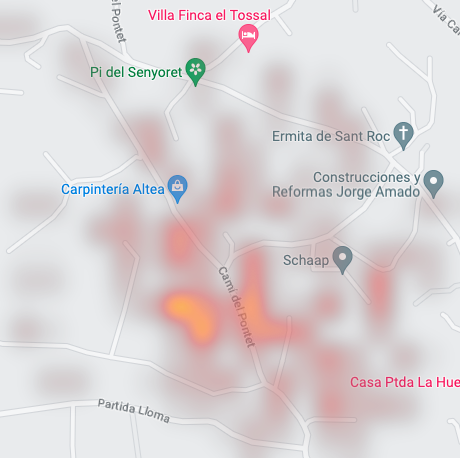 Villa Finca el Tossal
del Pontet
Via Ca
Pi del Senyoret
Ermita de Sant Roc
Construcciones y
Reformas Jorge Amado
Carpintería Altea
Schaap
Camí del Pontet
Casa Ptda La Hue
Partida Lloma